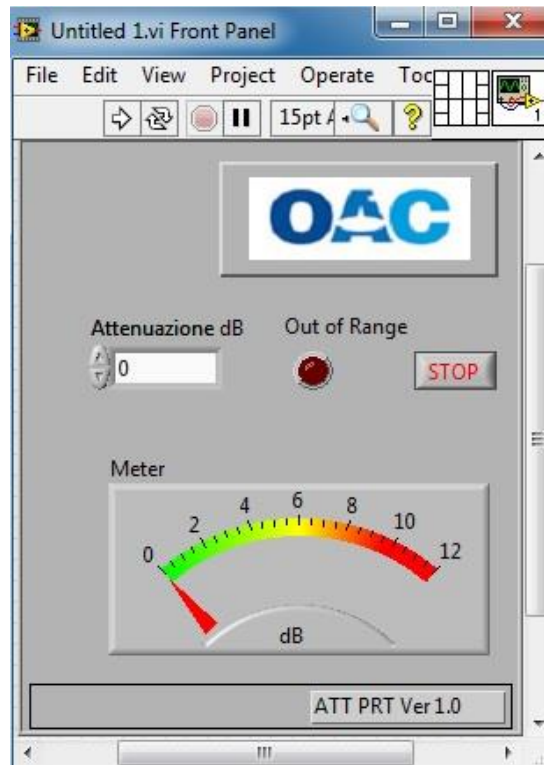 Untitled 1.vi Front Panel
File Edit View Project Operate
15pt
1
OAC
Attenuazione dB
Out of Range
0
STOP
Meter
0 2 4 6 8 10 12
dB
ATT PRT Ver 1.0